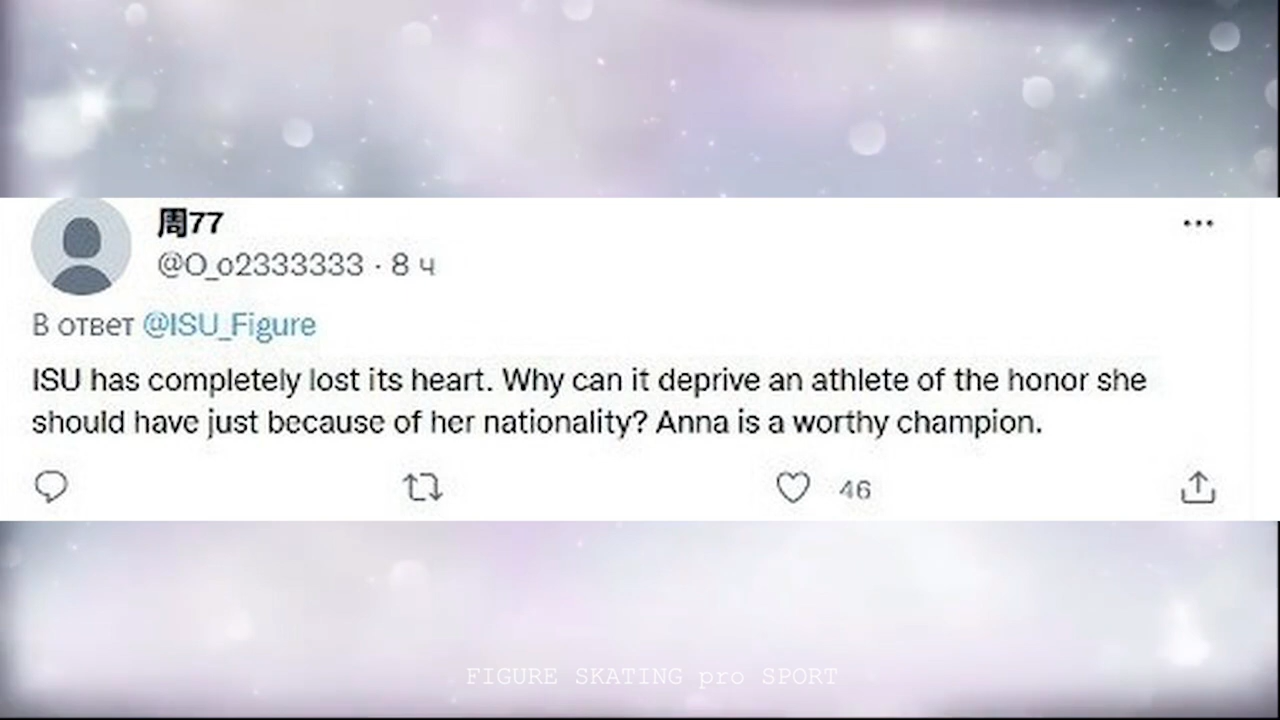 周77
@O_o2333333 · 8 ч
В ответ @ISU_Figure
ISU has completely lost its heart. Why can it deprive an athlete of the honor she
should have just because of her nationality? Anna is a worthy champion.
46
FIGURE SKATING pro SPORT